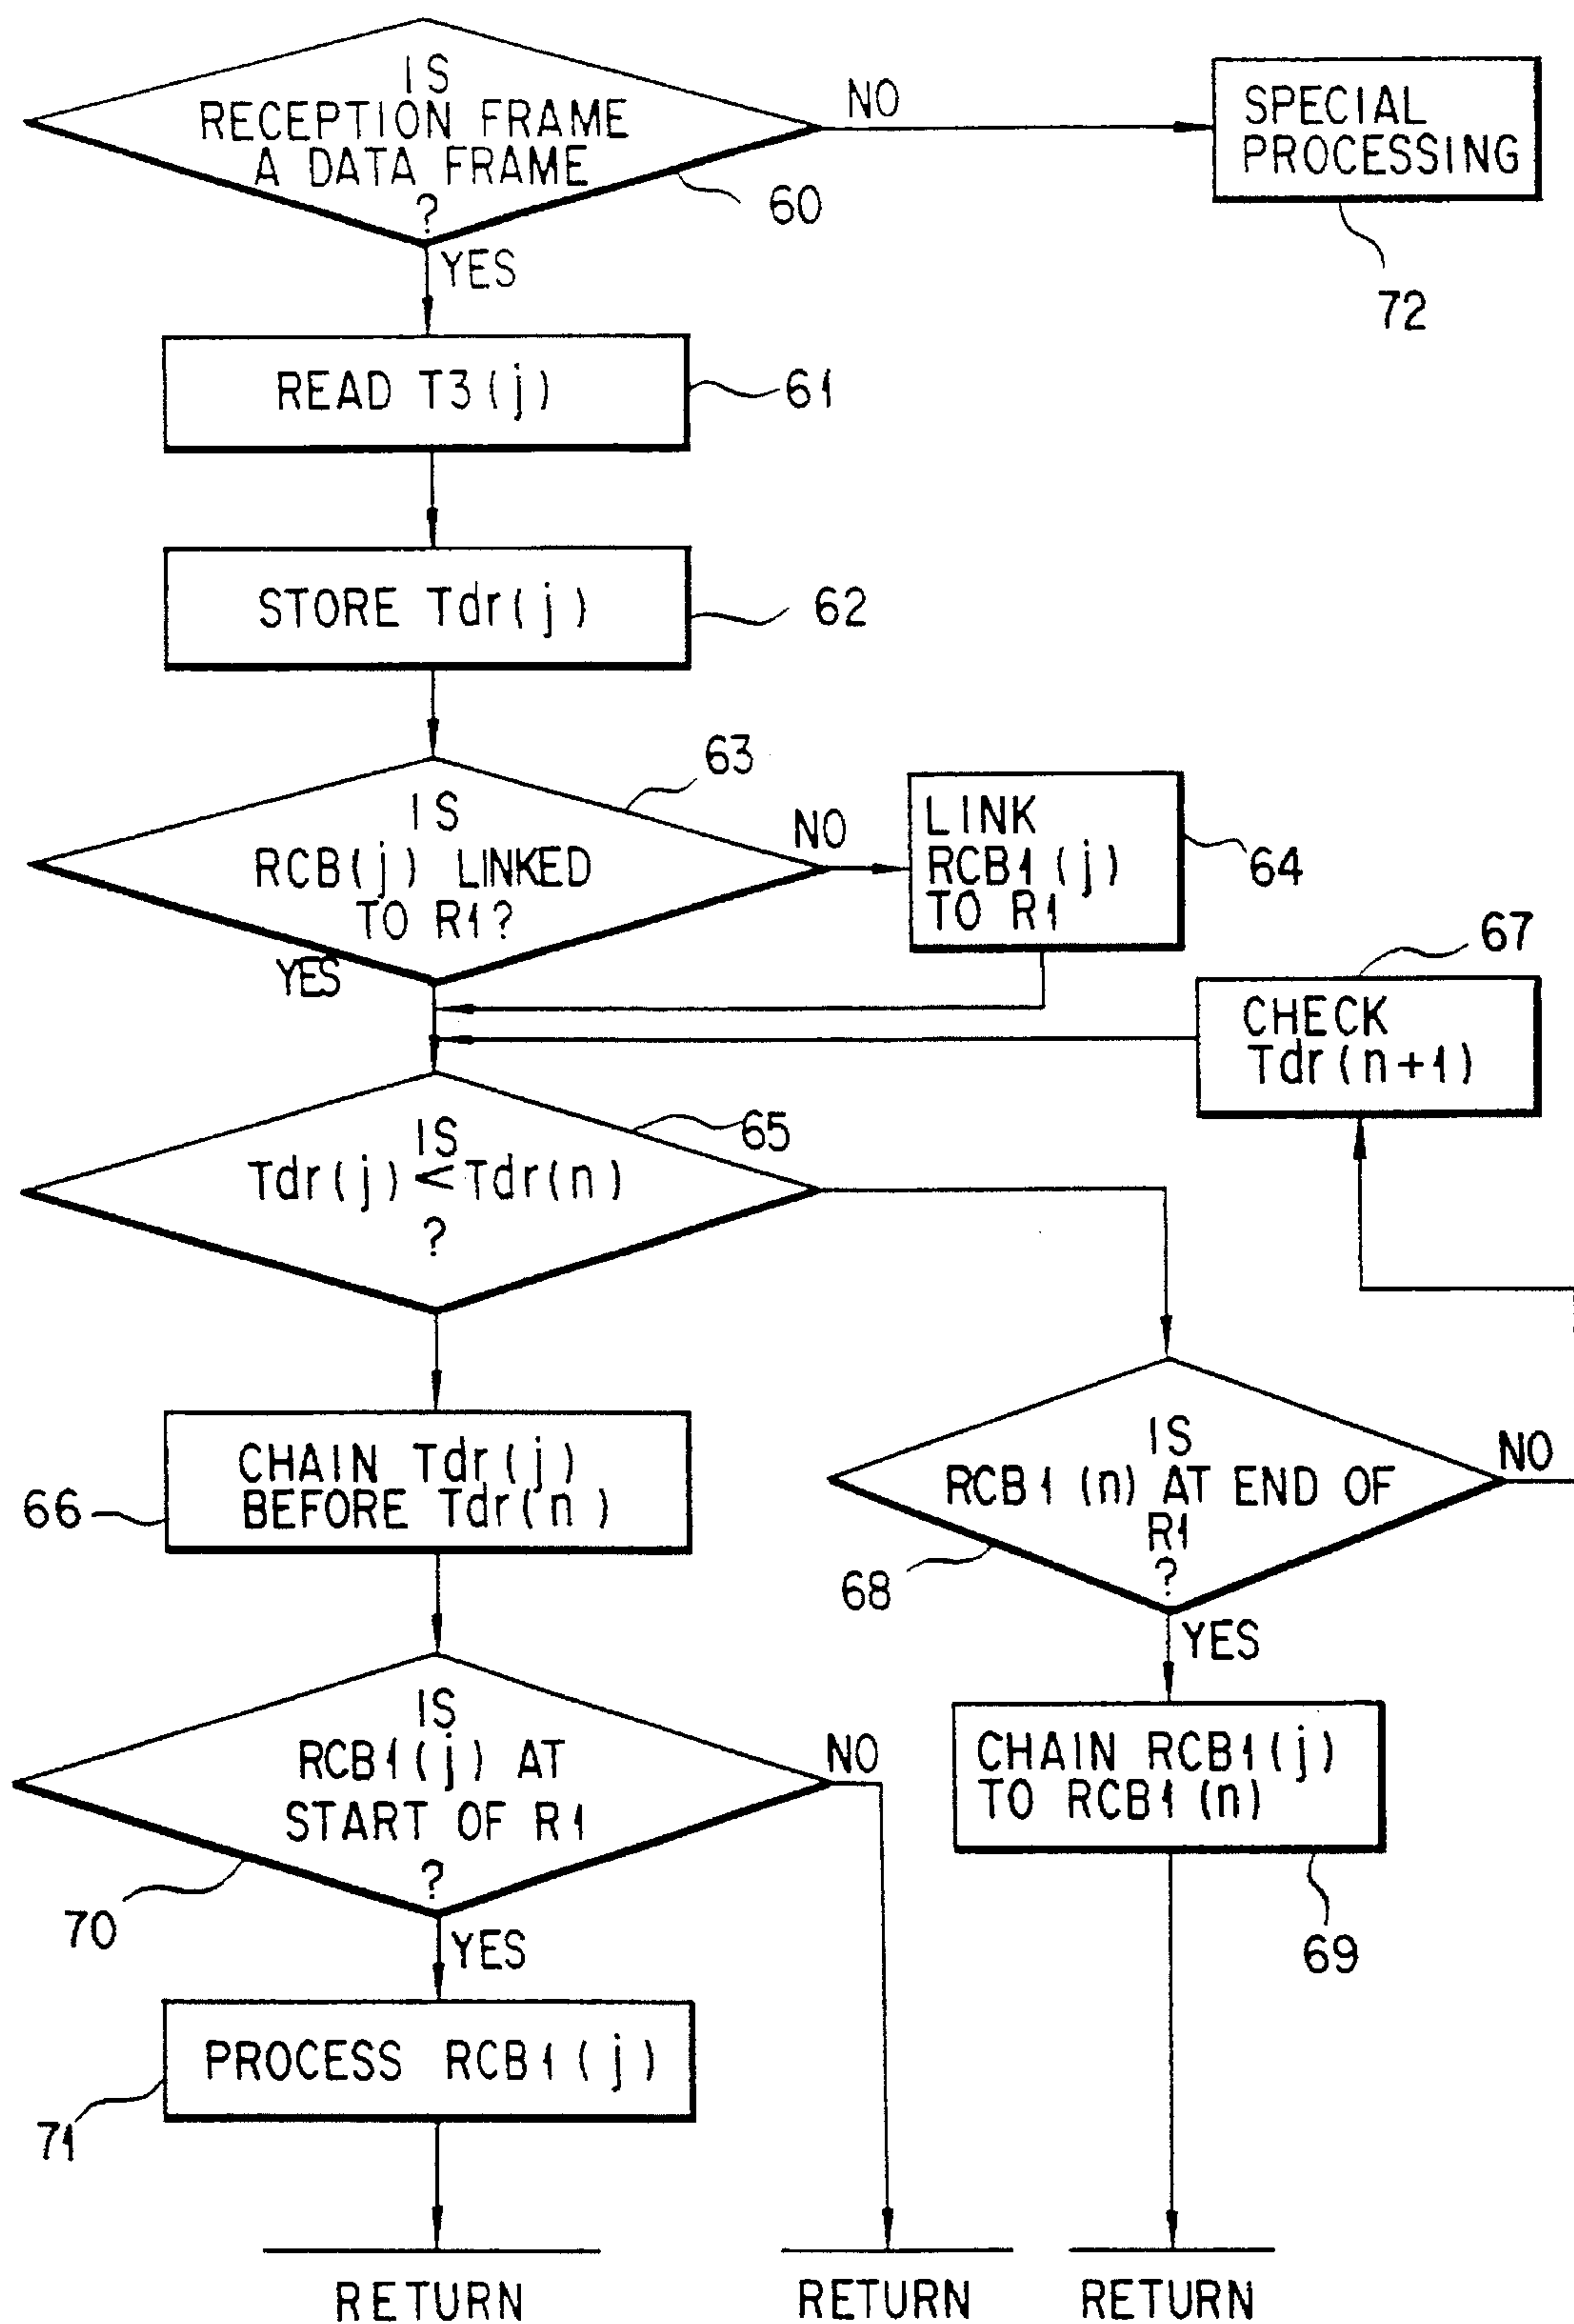 IS
RECEPTION FRAME
A DATA FRAME
?
60
NO
SPECIAL
PROCESSING
72
YES
READ T3(j)
61
STORE Tdr(j)
62
63
IS
RCB(j) LINKED
TO R1?
NO
LINK
RCB1(j)
TO R1
64
YES
67
CHECK
Tdr(n+1)
65
IS
Tdr(j) < Tdr(n)
?
CHAIN Tdr(j)
BEFORE Tdr(n)
66
IS
RCB1(n) AT END OF
R1
?
NO
68
YES
IS
RCB1(j) AT
START OF R1
?
NO
70
CHAIN RCB1(j)
TO RCB1(n)
69
YES
PROCESS RCB1(j)
71
RETURN
RETURN
RETURN